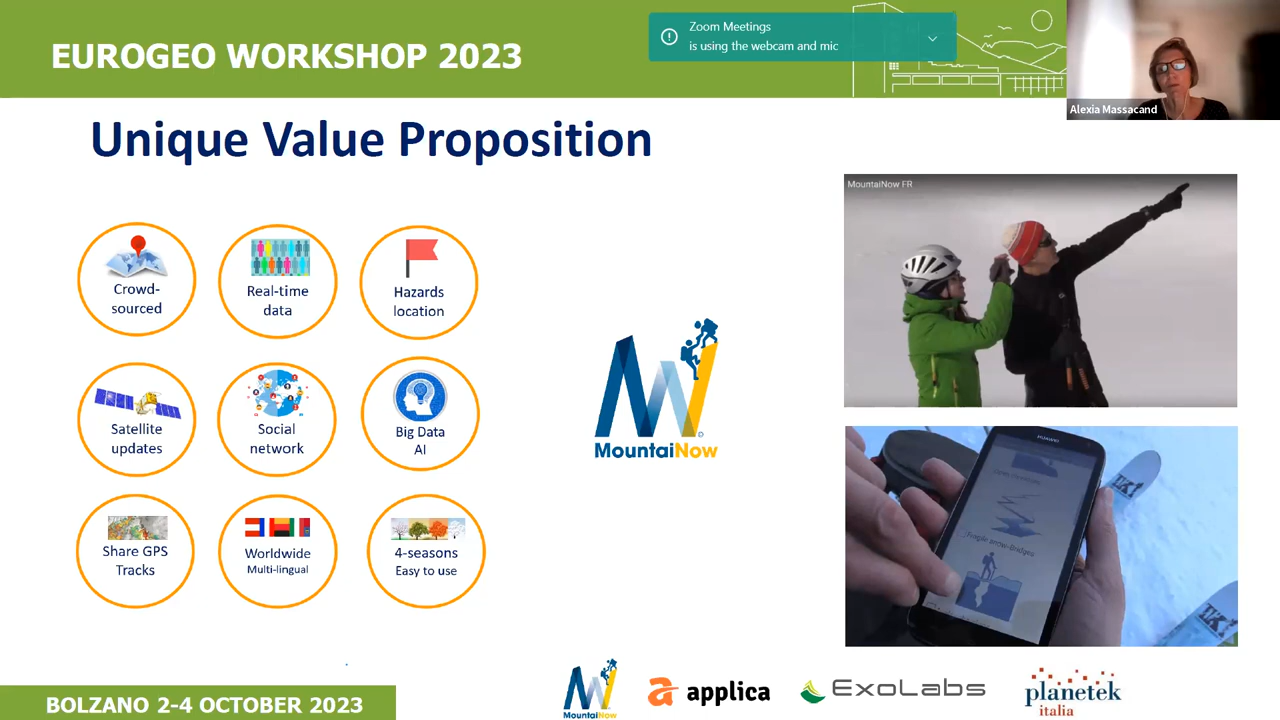 EUROGEO WORKSHOP 2023
Zoom Meetings
is using the webcam and mic
Alexia Massacand
Unique Value Proposition
MountaiNow FR
Crowd-
sourced
Real-time
data
Hazards
location
Satellite
updates
Social
network
Big Data
AI
Share GPS
Tracks
Worldwide
Multi-lingual
4-seasons
Easy to use
MountaiNow
HUAWEI
Fragile snow-bridges
BOLZANO 2-4 OCTOBER 2023
MountaiNow
applica
EXOLABS
planetek
italia